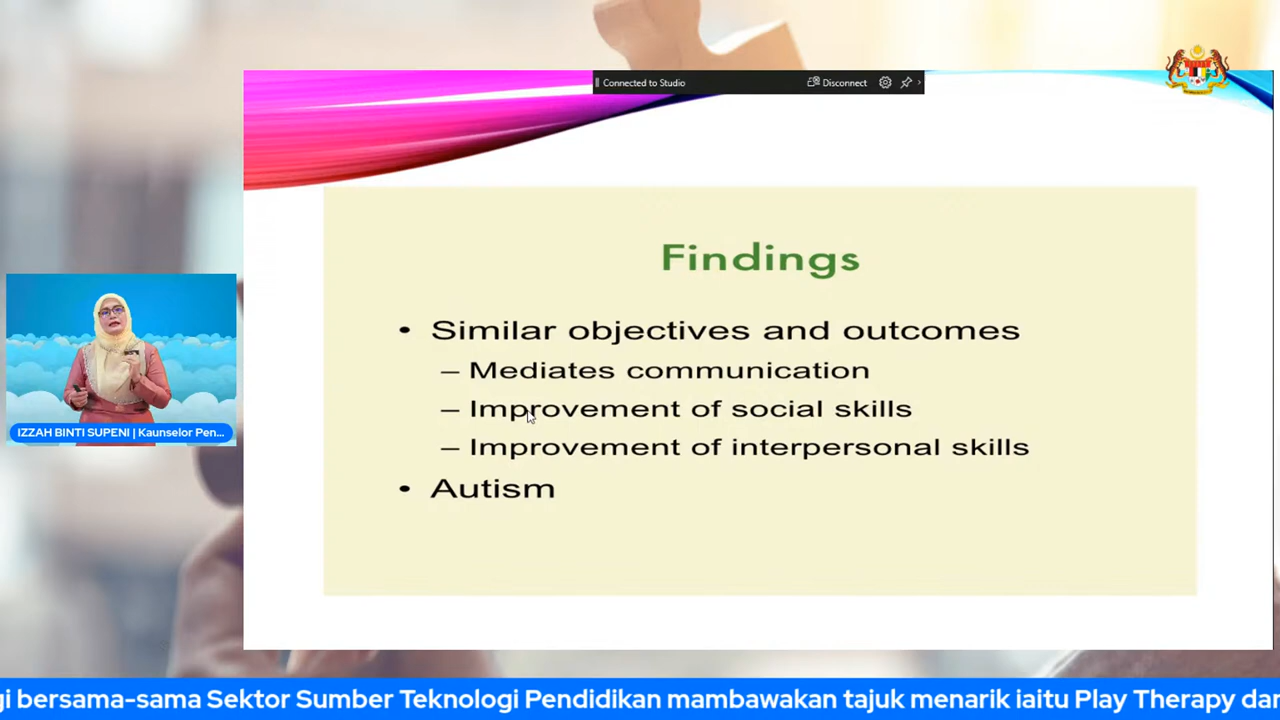 Connected to Studio
Disconnect
Findings
• Similar objectives and outcomes
– Mediates communication
– Improvement of social skills
– Improvement of interpersonal skills
• Autism
IZZAH BINTI SUPENI | Kaunselor Pen...
gi bersama-sama Sektor Sumber Teknologi Pendidikan mambawakan tajuk menarik iaitu Play Therapy dar